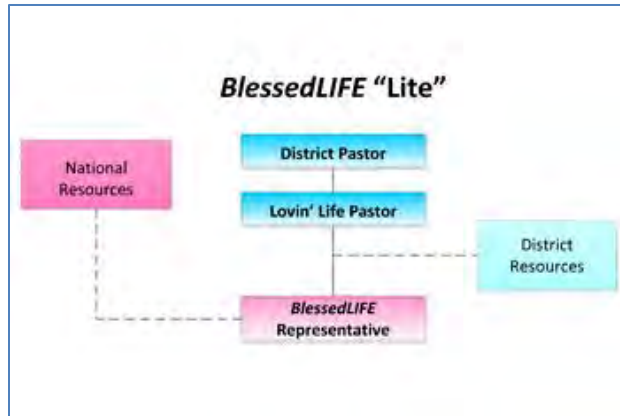 BlessedLIFE “Lite”
District Pastor
National
Resources
Lovin’ Life Pastor
District
Resources
BlessedLIFE
Representative